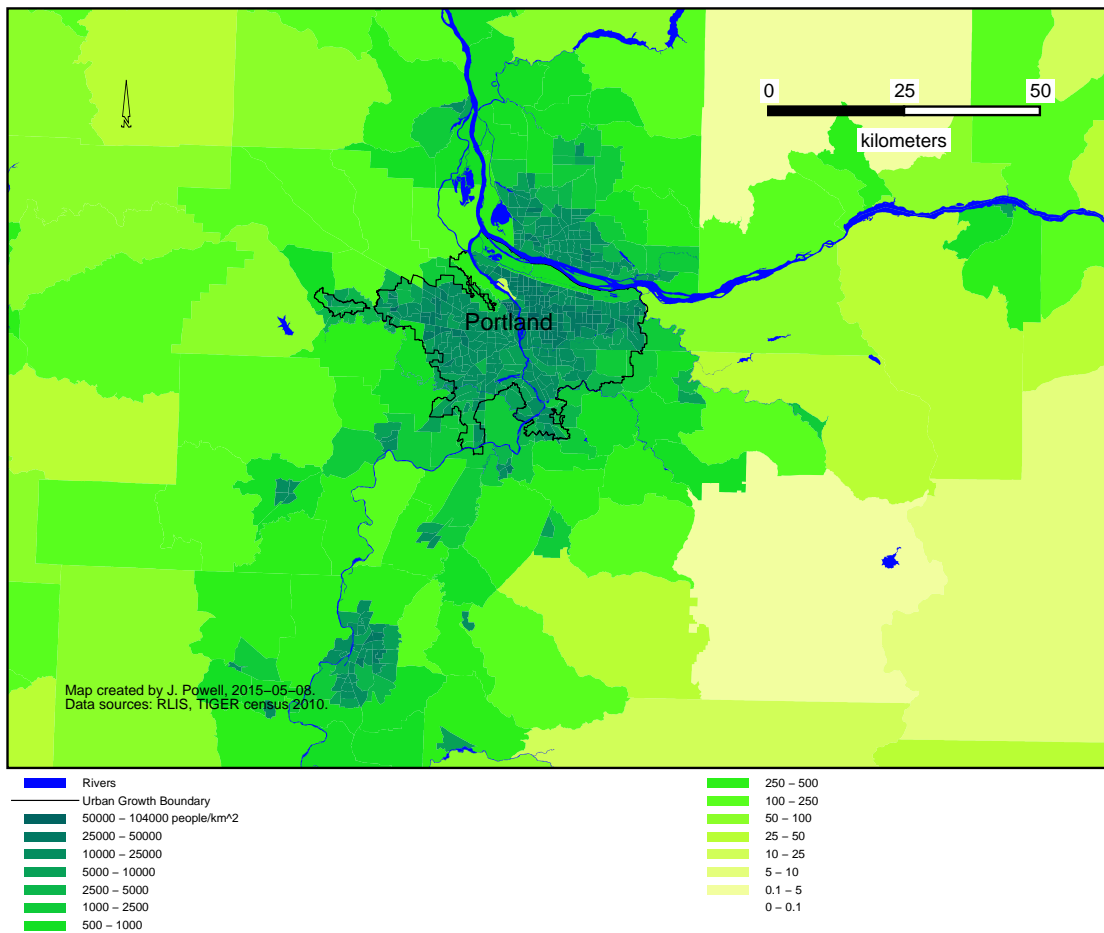 0 25 50
kilometers
Portland
Map created by J. Powell, 2015−05−08.
Data sources: RLIS, TIGER census 2010.
Rivers
Urban Growth Boundary
50000 − 104000 people/km^2
25000 − 50000
10000 − 25000
5000 − 10000
2500 − 5000
1000 − 2500
500 − 1000
250 − 500
100 − 250
50 − 100
25 − 50
10 − 25
5 − 10
0.1 − 5
0 − 0.1